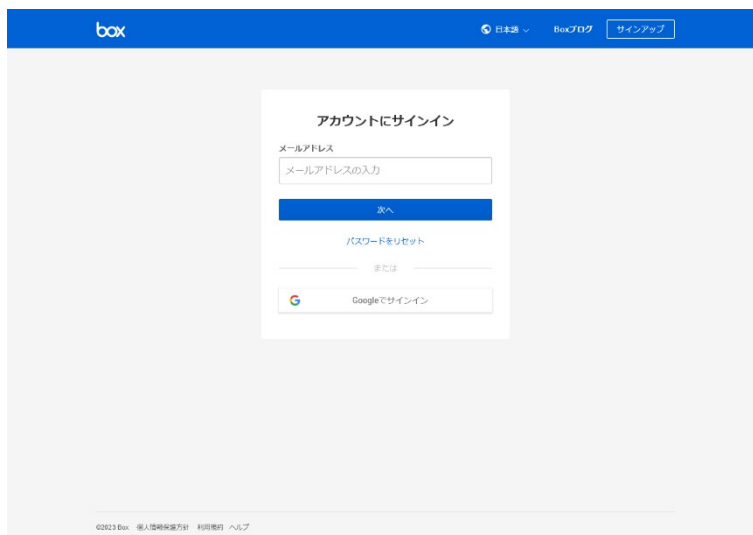 box 日本語 Boxブログ サインアップ
アカウントにサインイン
メールアドレス
メールアドレスの入力
次へ
パスワードをリセット
または
Googleでサインイン
©2023 Box 個人情報保護方針 利用規約 ヘルプ